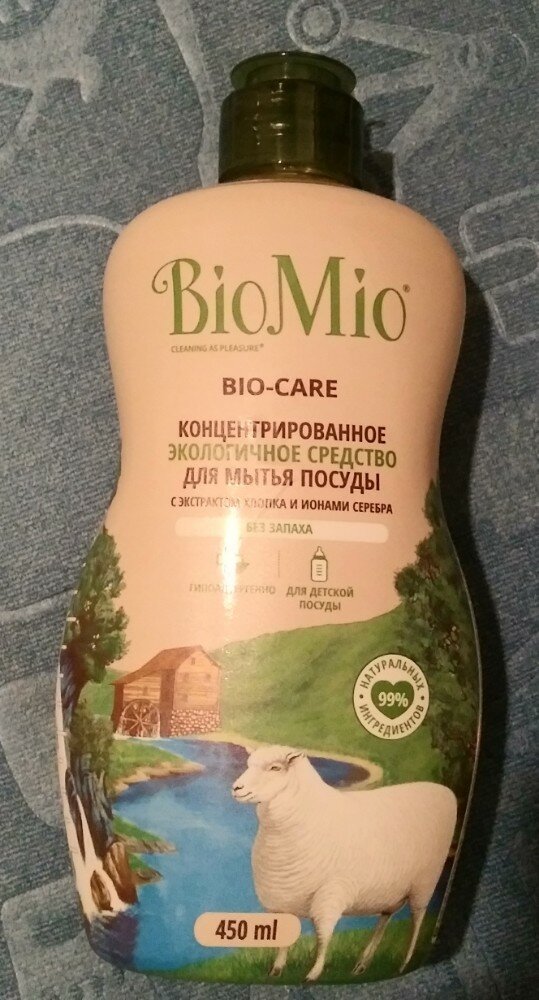 BioMio®
CLEANING AS PLEASURE®
BIO-CARE
КОНЦЕНТРИРОВАННОЕ
ЭКОЛОГИЧНОЕ СРЕДСТВО
ДЛЯ МЫТЬЯ ПОСУДЫ
С ЭКСТРАКТОМ ХЛОПКА И ИОНАМИ СЕРЕБРА
БЕЗ ЗАПАХА
ГИПОАЛЛЕРГЕННО
ДЛЯ ДЕТСКОЙ
ПОСУДЫ
НАТУРАЛЬНЫХ
99%
ИНГРЕДИЕНТОВ
450 ml